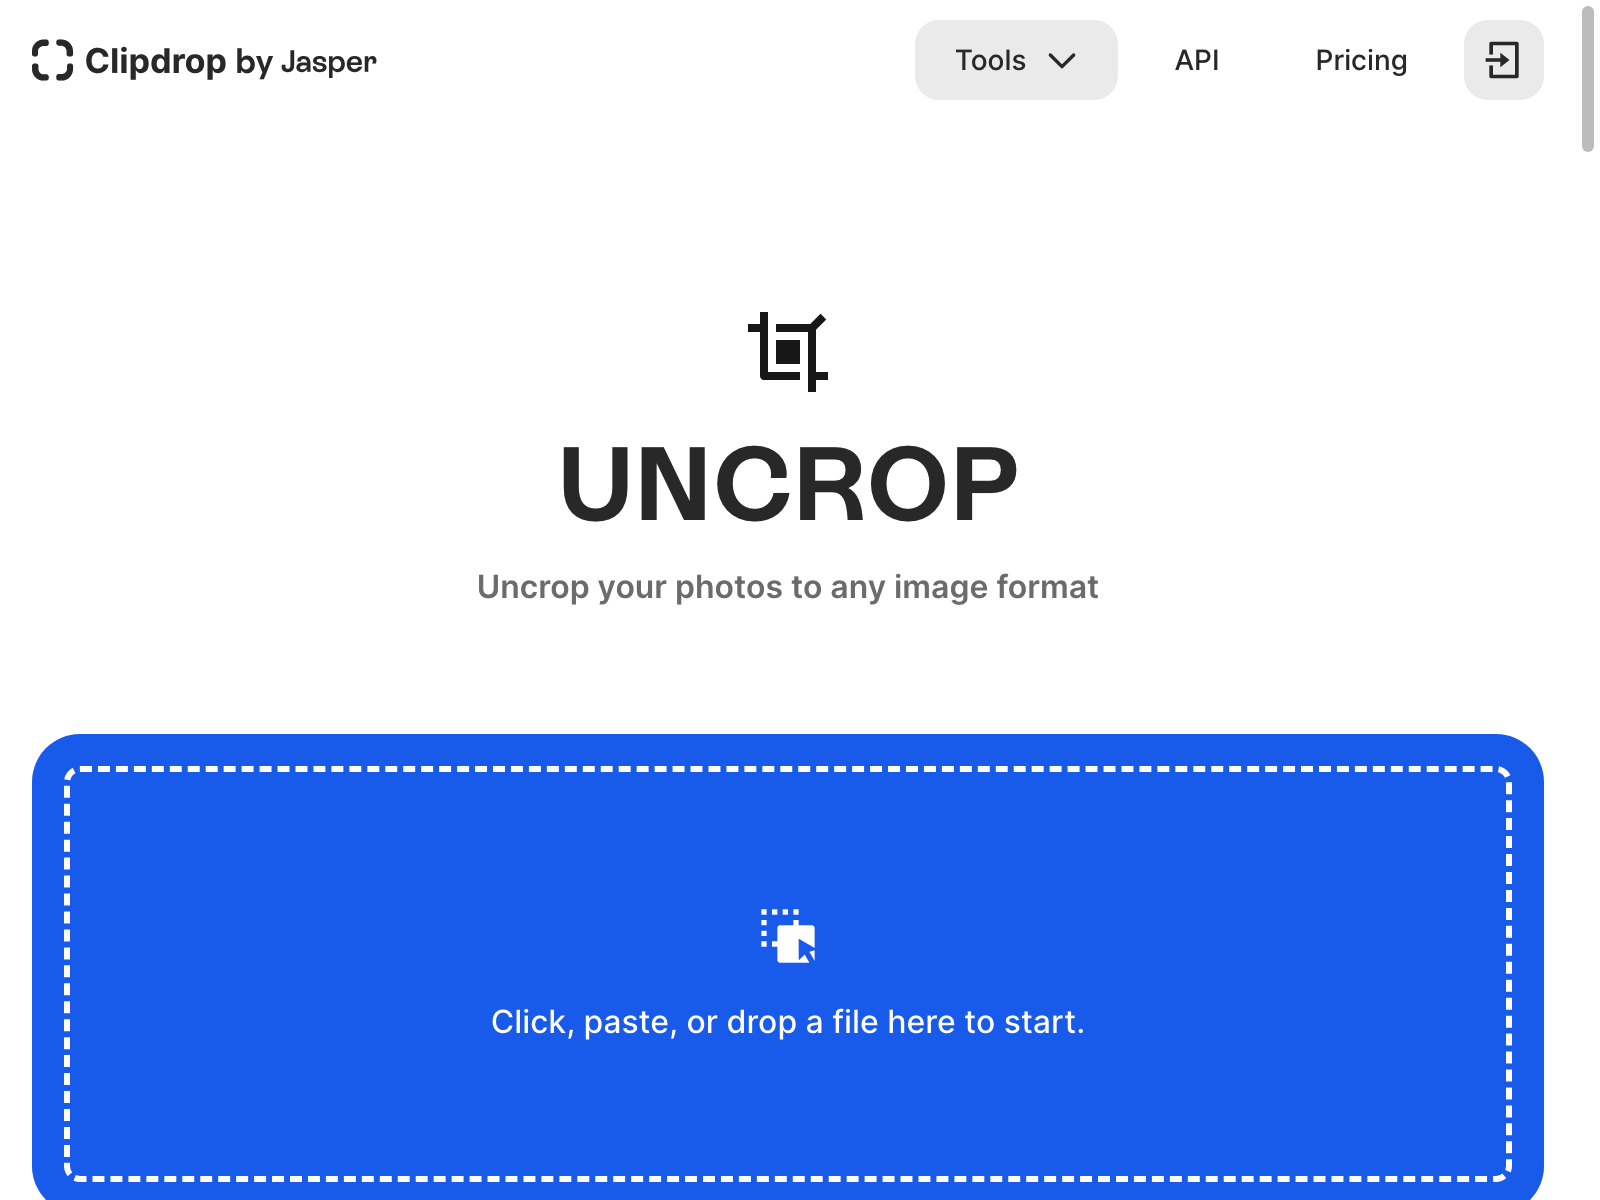 Clipdrop by Jasper
Tools
API
Pricing
UNCROP
Uncrop your photos to any image format
Click, paste, or drop a file here to start.